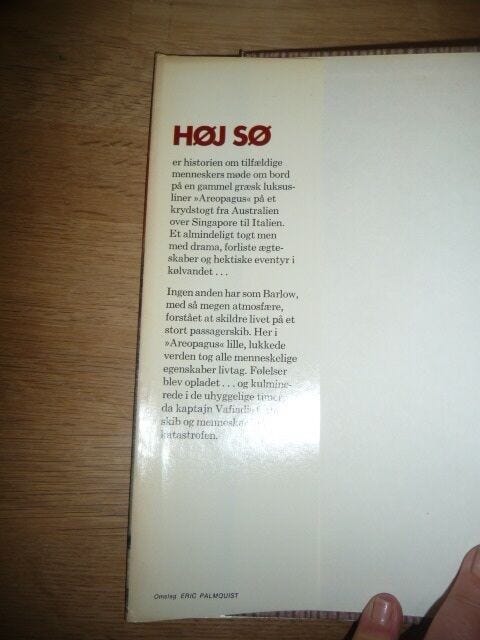 HØJ SØ
er historien om tilfældige
menneskers møde om bord
på en gammel græsk luksus-
liner »Areopagus« på et
krydstogt fra Australien
over Singapore til Italien.
Et almindeligt togt men
med drama, forliste ægte-
skaber og hektiske eventyr i
kølvandet . . .
Ingen anden har som Barlow,
med så megen atmosfære,
forstået at skildre livet på et
stort passagerskib. Her i
»Areopagus« lille, lukkede
verden tog alle menneskelige
egenskaber livtag. Følelser
blev opladet . . . og kulmine-
rede i de uhyggelige timer
da kaptajn
skib og
katastrofen.
Omslag ERIC PALMQUIST